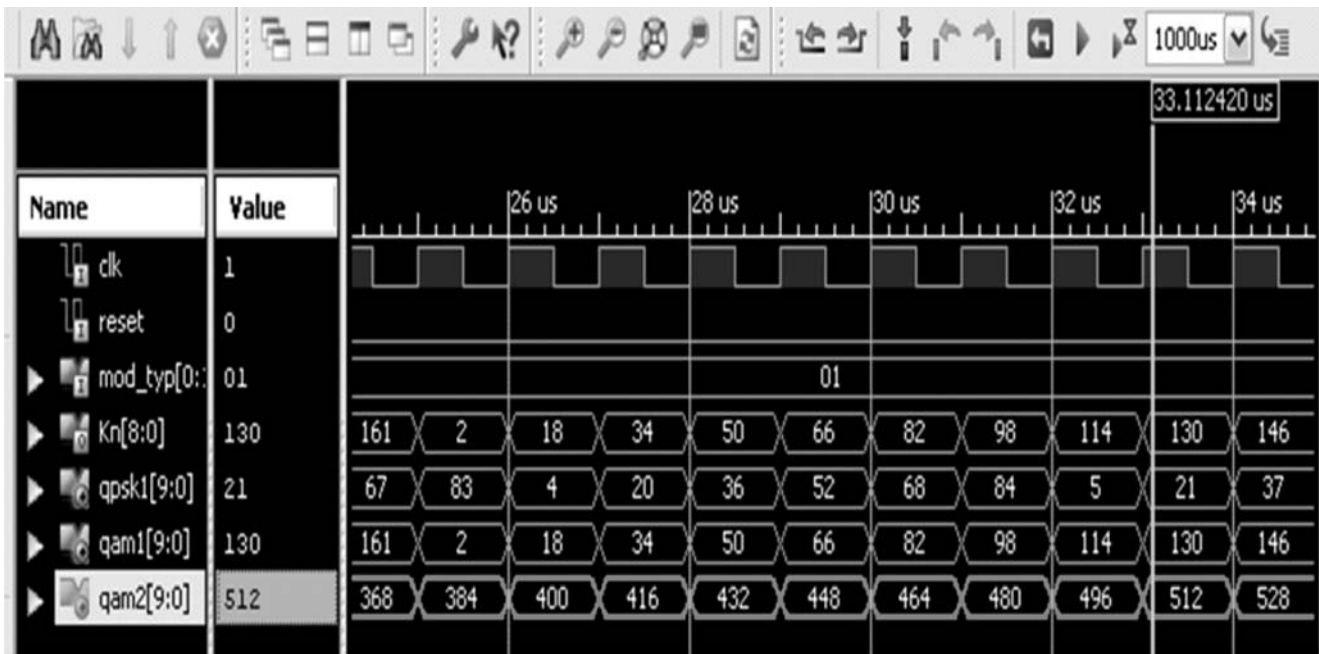 1000us
33.112420 us
Name Value 26 us 28 us 30 us 32 us 34 us
clk 1
reset 0
mod_typ[0: 01 01
Kn[8:0] 130 161 2 18 34 50 66 82 98 114 130 146
qpsk1[9:0] 21 67 83 4 20 36 52 68 84 5 21 37
qam1[9:0] 130 161 2 18 34 50 66 82 98 114 130 146
qam2[9:0] 512 368 384 400 416 432 448 464 480 496 512 528